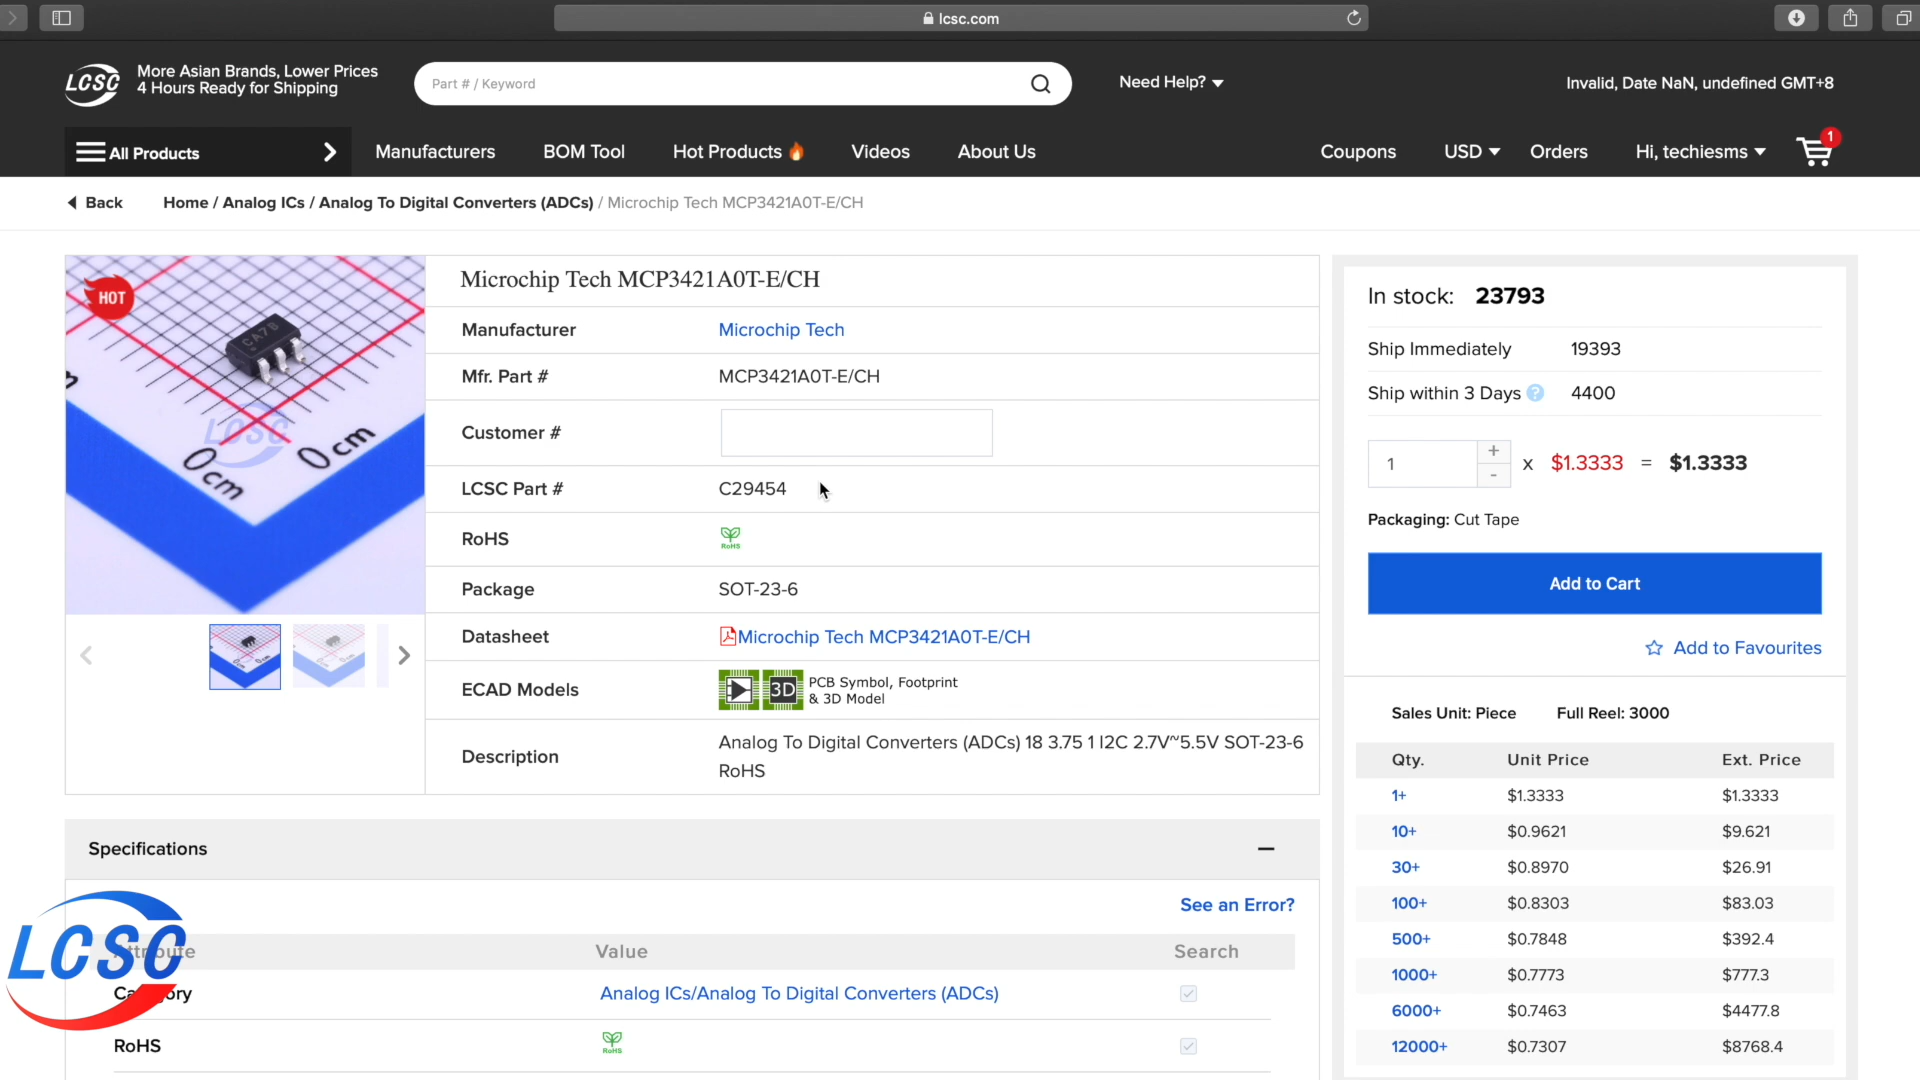 lcsc.com
LCSC
More Asian Brands, Lower Prices
4 Hours Ready for Shipping
Part # / Keyword
Need Help?
Invalid, Date NaN, undefined GMT+8
All Products
Manufacturers
BOM Tool
Hot Products
Videos
About Us
Coupons
USD
Orders
Hi, techiesms
1
Back
Home / Analog ICs / Analog To Digital Converters (ADCs) / Microchip Tech MCP3421A0T-E/CH
HOT
CA7B
LCSC
0cm
0cm
Microchip Tech MCP3421A0T-E/CH
Manufacturer
Microchip Tech
Mfr. Part #
MCP3421A0T-E/CH
Customer #
LCSC Part #
C29454
RoHS
RoHS
Package
SOT-23-6
Datasheet
Microchip Tech MCP3421A0T-E/CH
ECAD Models
3D
PCB Symbol, Footprint
& 3D Model
Description
Analog To Digital Converters (ADCs) 18 3.75 1 I2C 2.7V~5.5V SOT-23-6
RoHS
In stock: 23793
Ship Immediately 19393
Ship within 3 Days ? 4400
1 + - x $1.3333 = $1.3333
Packaging: Cut Tape
Add to Cart
Add to Favourites
Sales Unit: Piece Full Reel: 3000
Qty. Unit Price Ext. Price
1+ $1.3333 $1.3333
10+ $0.9621 $9.621
30+ $0.8970 $26.91
100+ $0.8303 $83.03
500+ $0.7848 $392.4
1000+ $0.7773 $777.3
6000+ $0.7463 $4477.8
12000+ $0.7307 $8768.4
Specifications
See an Error?
LCSC
Attribute Value Search
Category Analog ICs/Analog To Digital Converters (ADCs)
RoHS
RoHS